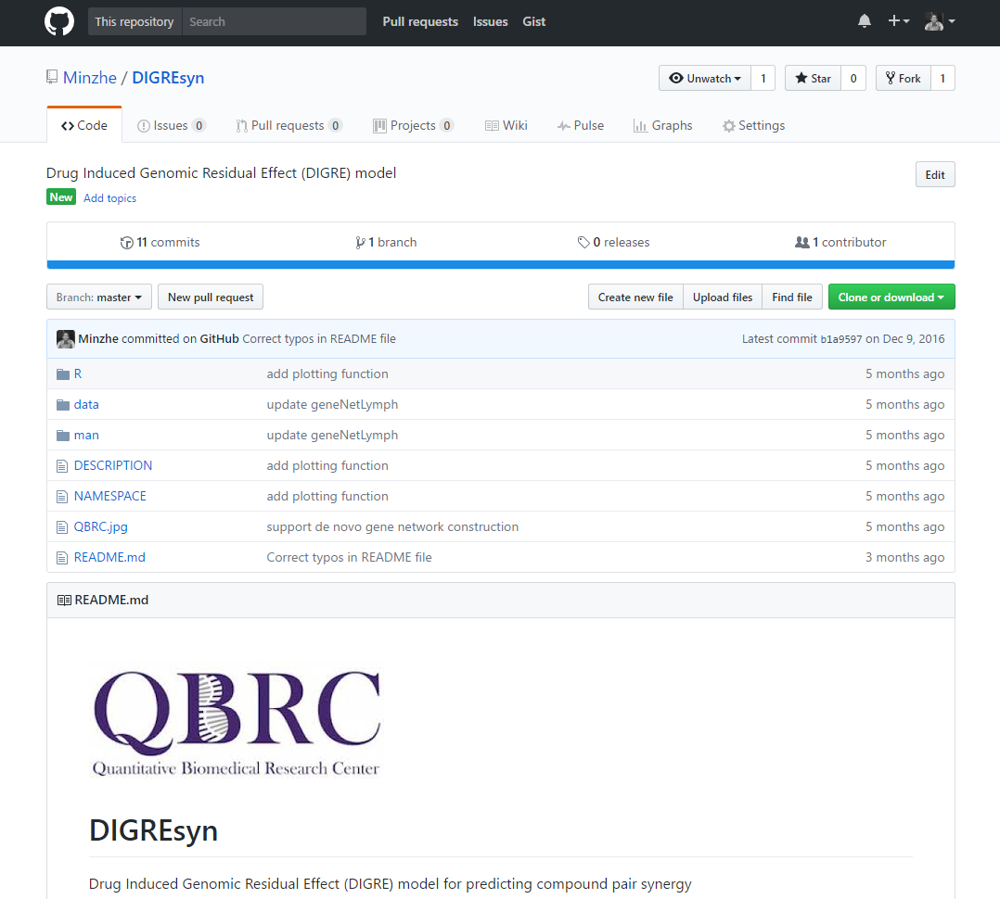 This repository Search Pull requests Issues Gist
Minzhe / DIGREsyn Unwatch 1 Star 0 Fork 1
Code Issues 0 Pull requests 0 Projects 0 Wiki Pulse Graphs Settings
Drug Induced Genomic Residual Effect (DIGRE) model Edit
New Add topics
11 commits 1 branch 0 releases 1 contributor
Branch: master New pull request Create new file Upload files Find file Clone or download
Minzhe committed on GitHub Correct typos in README file Latest commit b1a9597 on Dec 9, 2016
R add plotting function 5 months ago
data update geneNetLymph 5 months ago
man update geneNetLymph 5 months ago
DESCRIPTION add plotting function 5 months ago
NAMESPACE add plotting function 5 months ago
QBRC.jpg support de novo gene network construction 5 months ago
README.md Correct typos in README file 3 months ago
README.md
QBRC
Quantitative Biomedical Research Center
DIGREsyn
Drug Induced Genomic Residual Effect (DIGRE) model for predicting compound pair synergy